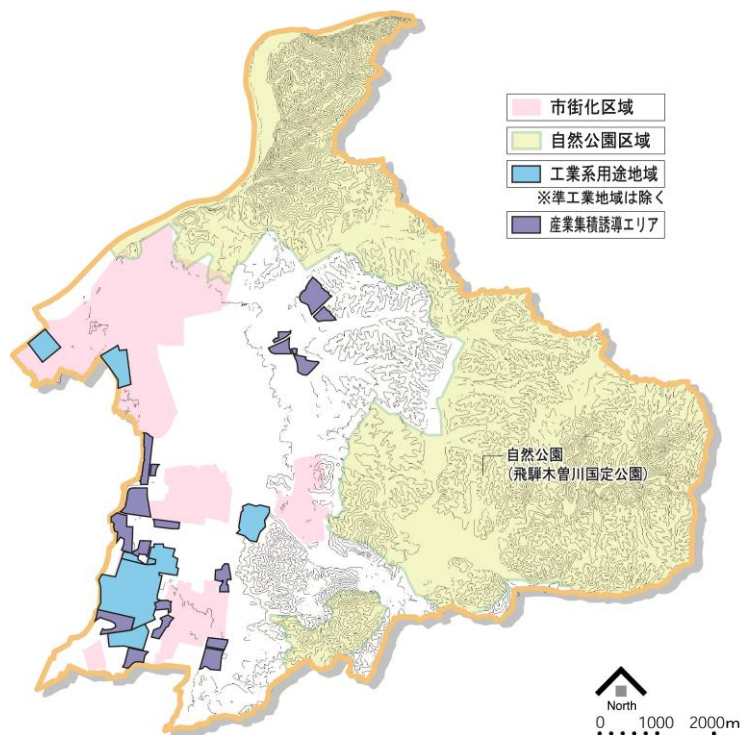 市街化区域
自然公園区域
工業系用途地域
※準工業地域は除く
産業集積誘導エリア
自然公園
(飛騨木曽川国定公園)
North
0 1000 2000m